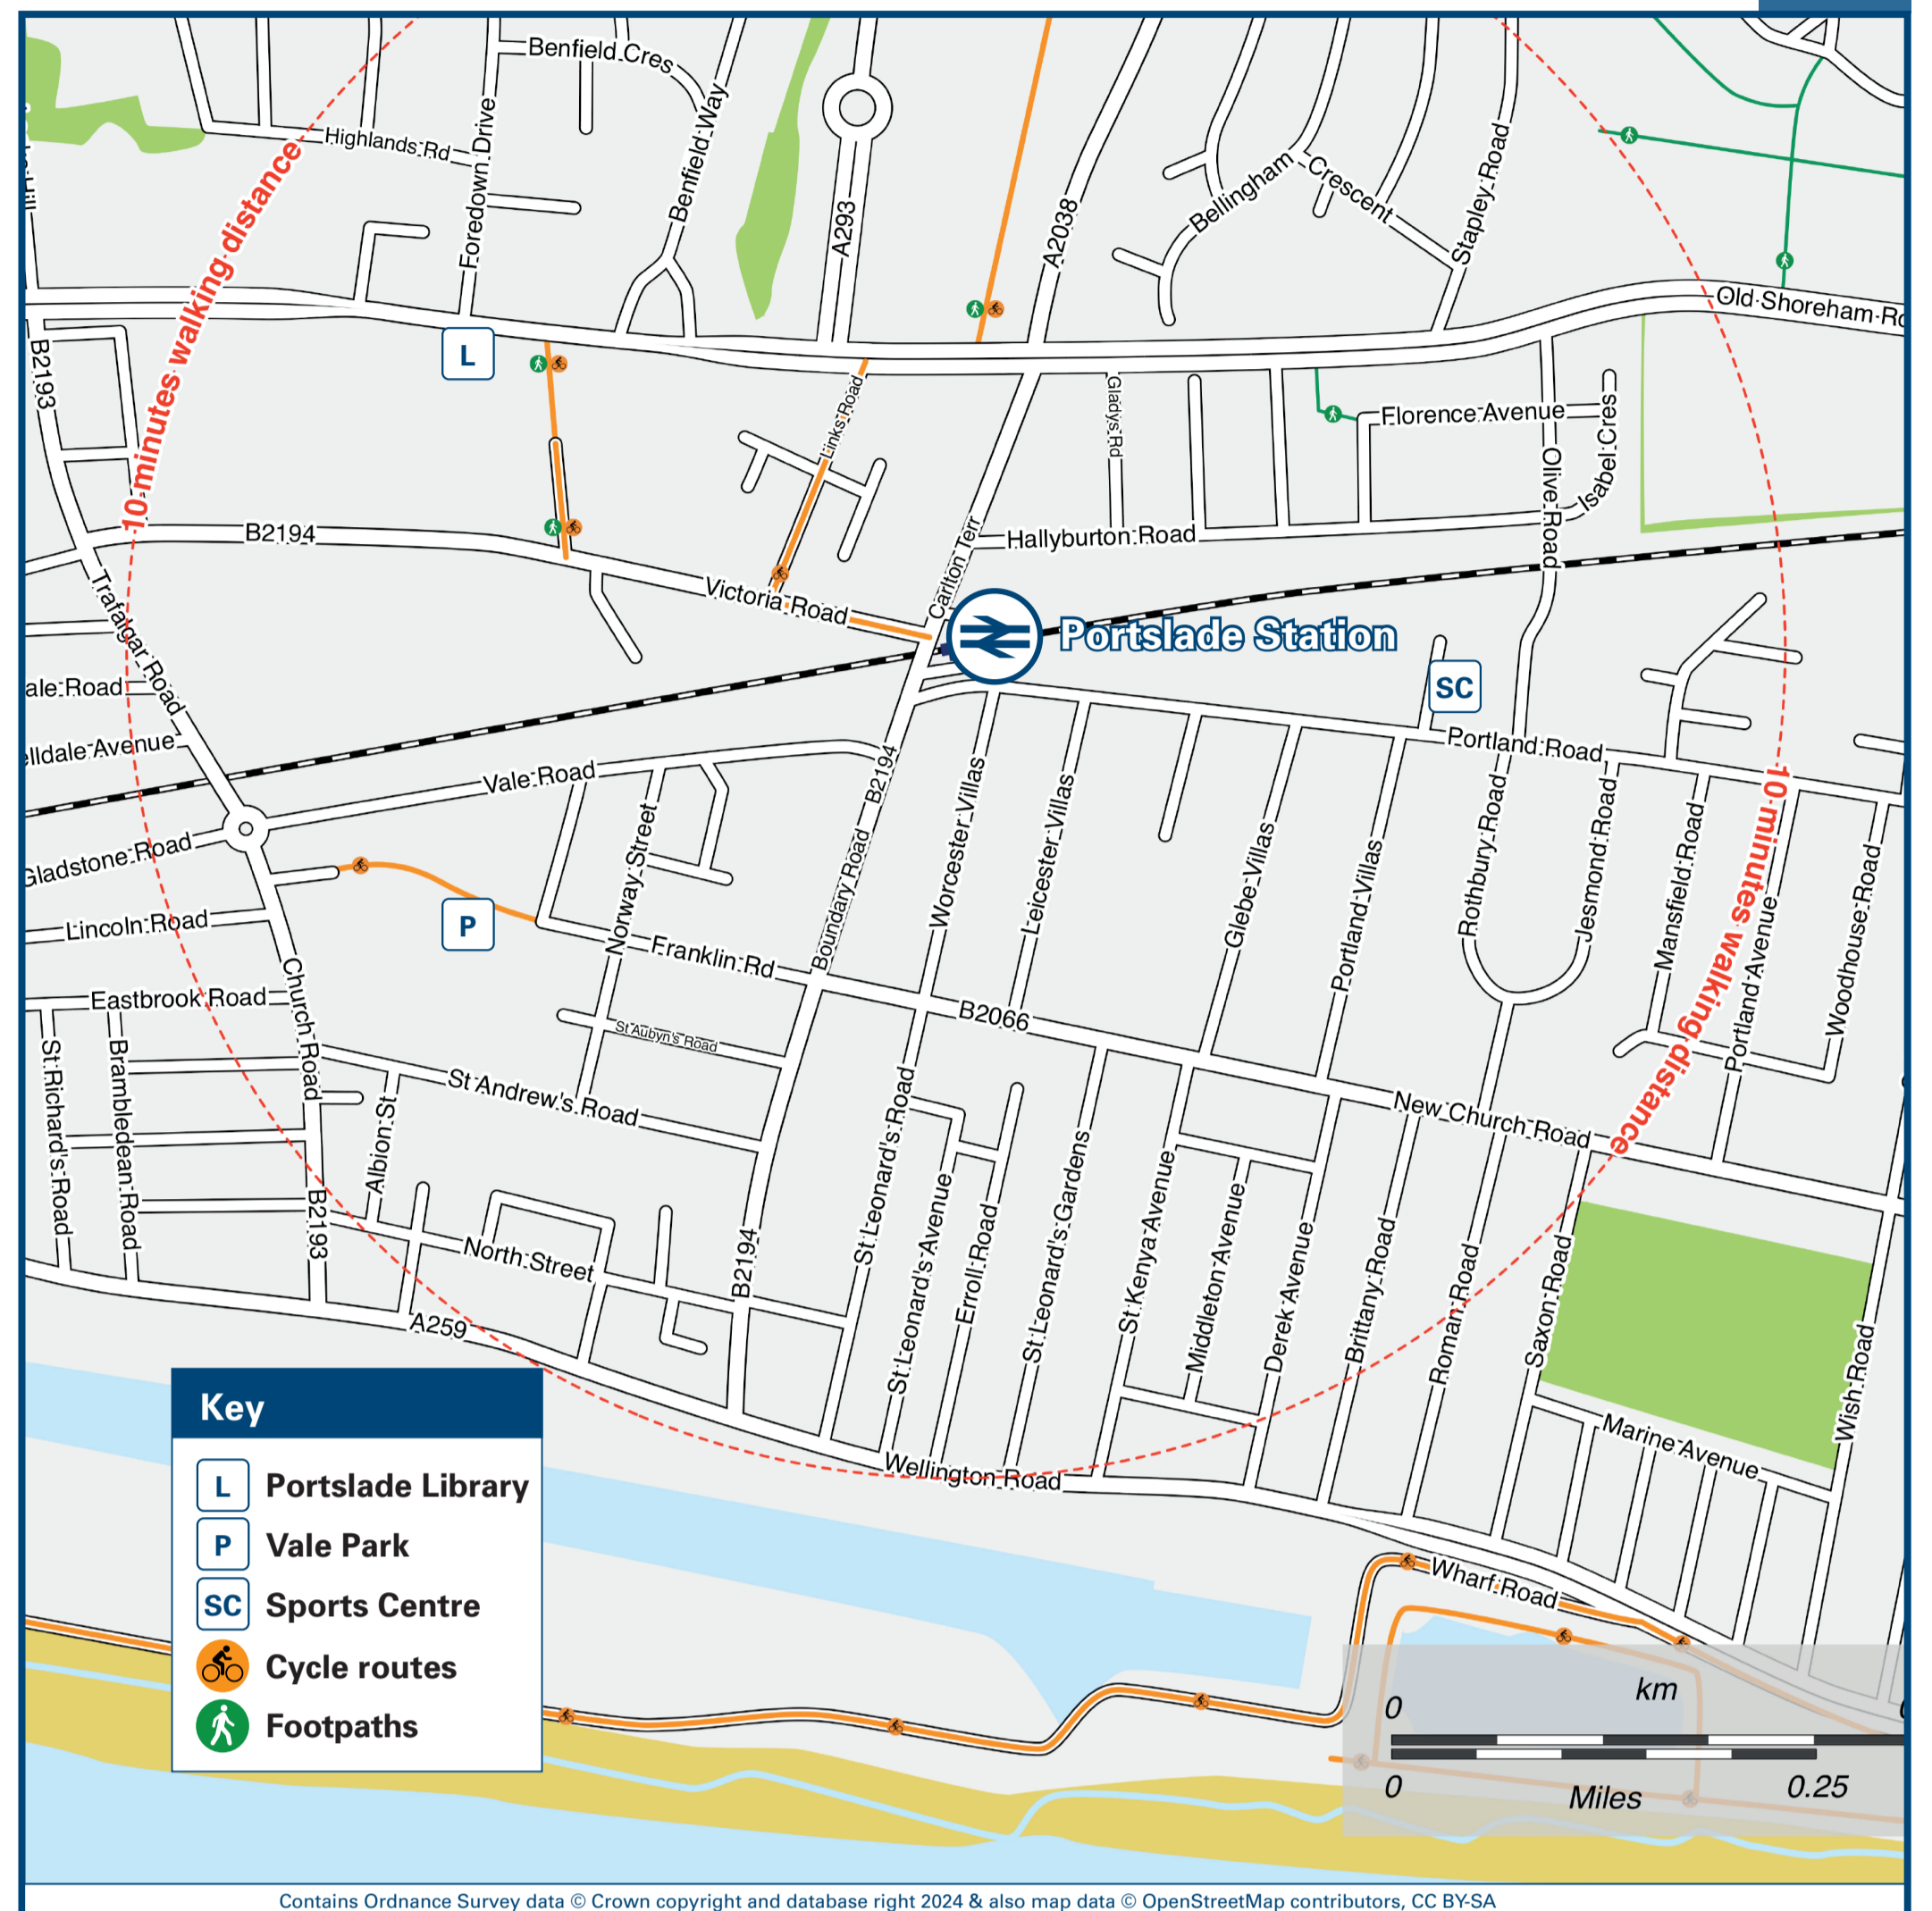 Benfield Cres
Highlands Rd
Foredown Drive
Benfield Way
A293
A2038
Bellingham
Crescent
Stapley Road
Old Shoreham Ro
10 minutes walking distance
B2193
L
Links Road
Gladys Rd
Florence Avenue
Isabel Cres
Olive Road
B2194
Hallyburton Road
Carlton Terr
Victoria Road
Trafalgar Road
Portslade Station
SC
ale Road
elldale Avenue
Portland Road
Vale Road
B2194
Gladstone Road
Norway Street
Boundary Road
Worcester Villas
Leicester Villas
Glebe Villas
Portland Villas
Rothbury Road
Jesmond Road
Mansfield Road
Portland Avenue
Woodhouse Road
10 minutes walking distance
Lincoln Road
P
Franklin Rd
Eastbrook Road
Church Road
B2066
St Aubyn's Road
St Richard's Road
Brambledean Road
St Andrew's Road
Albion St
New Church Road
St Leonard's Road
St Leonard's Avenue
Erroll Road
St Leonard's Gardens
St Kenya Avenue
Middleton Avenue
Derek Avenue
Brittany Road
Roman Road
Saxon Road
Wish Road
B2193
North Street
B2194
A259
Marine Avenue
Wellington Road
Wharf Road
Key
L Portslade Library
P Vale Park
SC Sports Centre
Cycle routes
Footpaths
km
0
0 0.25
Miles
Contains Ordnance Survey data © Crown copyright and database right 2024 & also map data © OpenStreetMap contributors, CC BY-SA